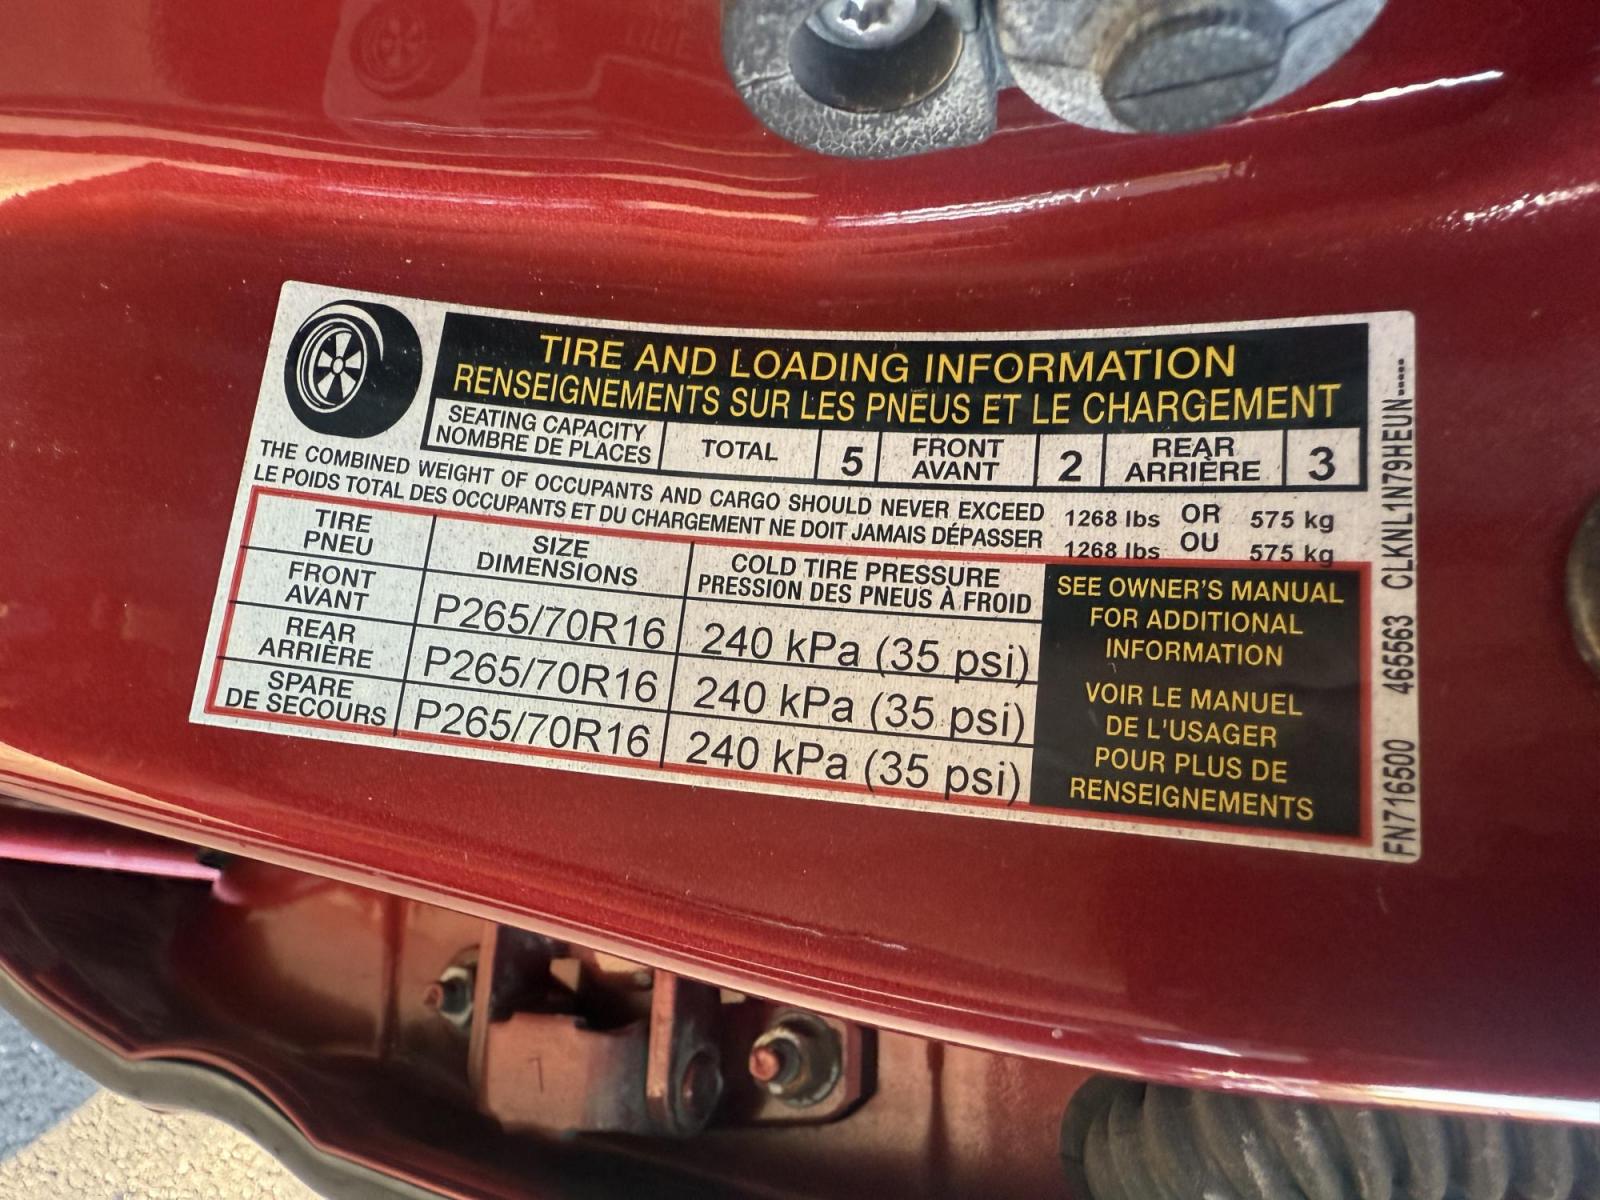 TIRE AND LOADING INFORMATION
RENSEIGNEMENTS SUR LES PNEUS ET LE CHARGEMENT
SEATING CAPACITY
NOMBRE DE PLACES
TOTAL 5
FRONT
AVANT 2
REAR
ARRIÈRE 3
THE COMBINED WEIGHT OF OCCUPANTS AND CARGO SHOULD NEVER EXCEED 1268 lbs OR 575 kg
LE POIDS TOTAL DES OCCUPANTS ET DU CHARGEMENT NE DOIT JAMAIS DÉPASSER 1268 lbs OU 575 kg
TIRE
PNEU
SIZE
DIMENSIONS
COLD TIRE PRESSURE
PRESSION DES PNEUS À FROID
FRONT
AVANT
P265/70R16 240 kPa (35 psi)
REAR
ARRIÈRE
P265/70R16 240 kPa (35 psi)
SPARE
DE SECOURS
P265/70R16 240 kPa (35 psi)
SEE OWNER'S MANUAL
FOR ADDITIONAL
INFORMATION
VOIR LE MANUEL
DE L'USAGER
POUR PLUS DE
RENSEIGNEMENTS
FN716500 465563 CLKNL1N79HEUN.....